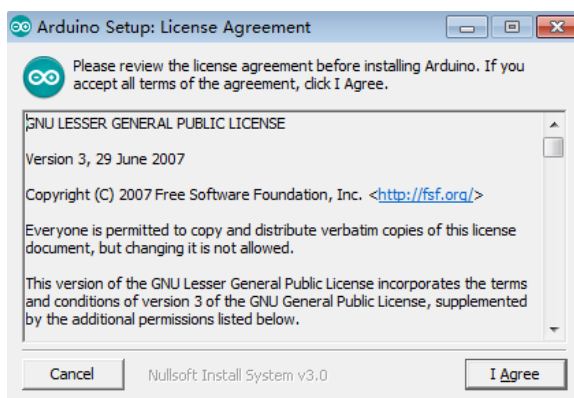 Arduino Setup: License Agreement
Please review the license agreement before installing Arduino. If you
accept all terms of the agreement, click I Agree.
GNU LESSER GENERAL PUBLIC LICENSE
Version 3, 29 June 2007
Copyright (C) 2007 Free Software Foundation, Inc. <http://fsf.org/>
Everyone is permitted to copy and distribute verbatim copies of this license
document, but changing it is not allowed.
This version of the GNU Lesser General Public License incorporates the terms
and conditions of version 3 of the GNU General Public License, supplemented
by the additional permissions listed below.
Cancel Nullsoft Install System v3.0 I Agree